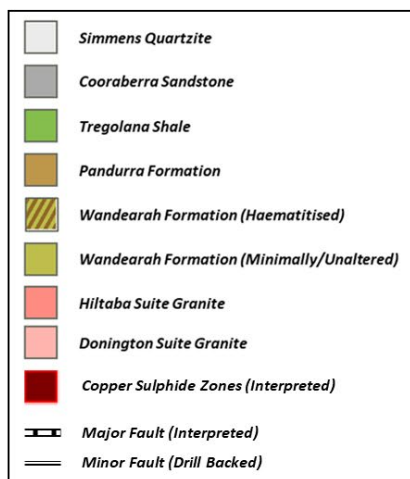 Simmens Quartzite
Cooraberra Sandstone
Tregolana Shale
Pandurra Formation
Wandearah Formation (Haematitised)
Wandearah Formation (Minimally/Unaltered)
Hiltaba Suite Granite
Donington Suite Granite
Copper Sulphide Zones (Interpreted)
Major Fault (Interpreted)
Minor Fault (Drill Backed)